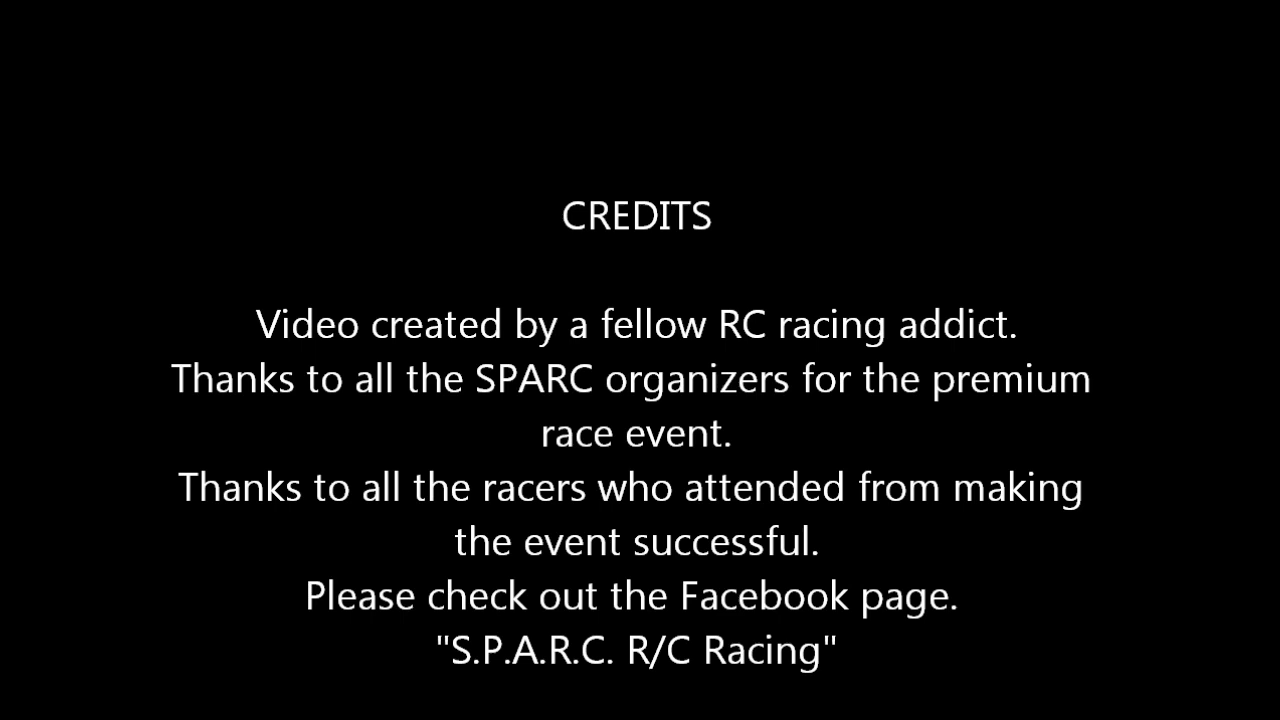 CREDITS
Video created by a fellow RC racing addict.
Thanks to all the SPARC organizers for the premium
race event.
Thanks to all the racers who attended from making
the event successful.
Please check out the Facebook page.
"S.P.A.R.C. R/C Racing"